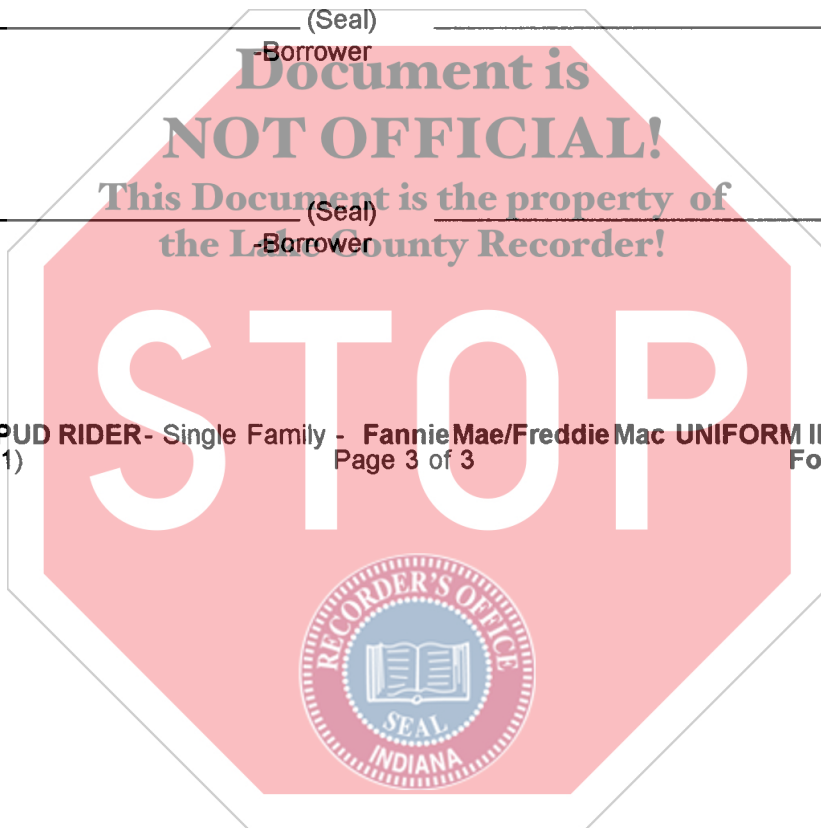 (Seal)
-Borrower
Document is
NOT OFFICIAL!
This Document is the property of
the Lake County Recorder!
(Seal)
-Borrower
STOP
PUD RIDER- Single Family - Fannie Mae/Freddie Mac UNIFORM
1) Page 3 of 3
RECORDER'S OFFICE
SEAL
INDIANA